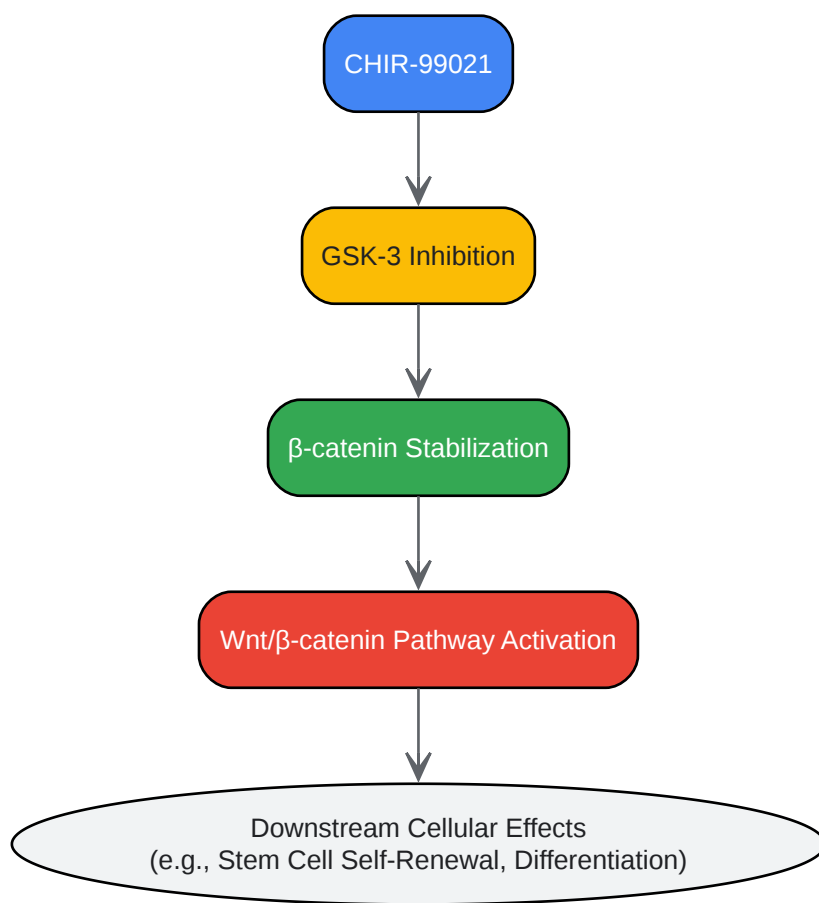 CHIR-99021
GSK-3 Inhibition
β-catenin Stabilization
Wnt/β-catenin Pathway Activation
Downstream Cellular Effects
(e.g., Stem Cell Self-Renewal, Differentiation)